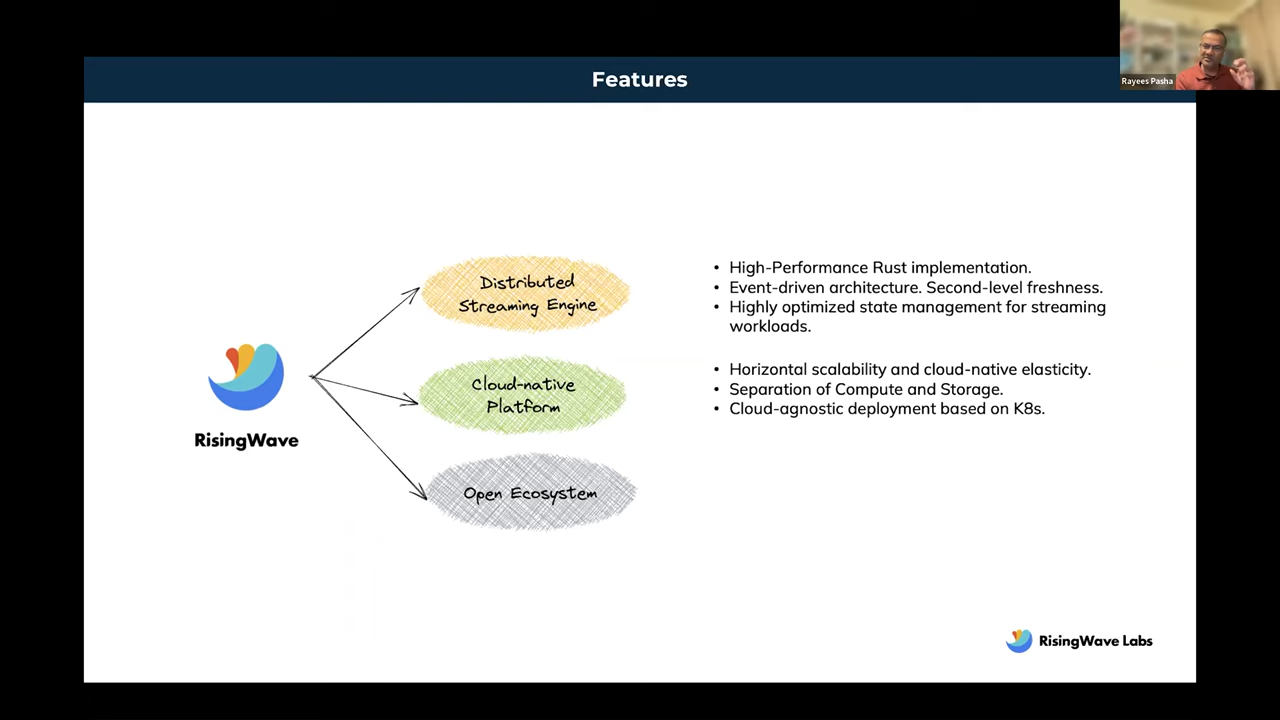 Features
Rayees Pasha
Distributed
Streaming Engine
Cloud-native
Platform
Open Ecosystem
RisingWave
• High-Performance Rust implementation.
• Event-driven architecture. Second-level freshness.
• Highly optimized state management for streaming
workloads.
• Horizontal scalability and cloud-native elasticity.
• Separation of Compute and Storage.
• Cloud-agnostic deployment based on K8s.
RisingWave Labs